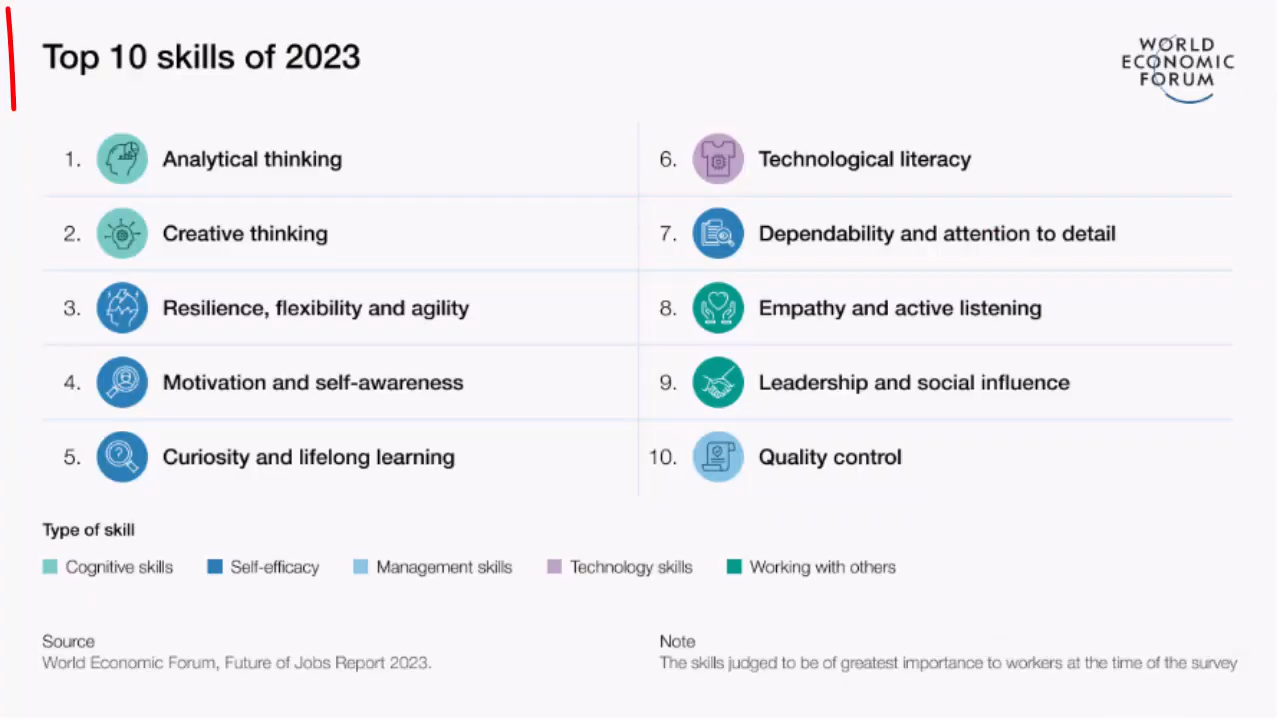 Top 10 skills of 2023
WORLD
ECONOMIC
FORUM
1. Analytical thinking
2. Creative thinking
3. Resilience, flexibility and agility
4. Motivation and self-awareness
5. Curiosity and lifelong learning
6. Technological literacy
7. Dependability and attention to detail
8. Empathy and active listening
9. Leadership and social influence
10. Quality control
Type of skill
Cognitive skills Self-efficacy Management skills Technology skills Working with others
Source
World Economic Forum, Future of Jobs Report 2023.
Note
The skills judged to be of greatest importance to workers at the time of the survey